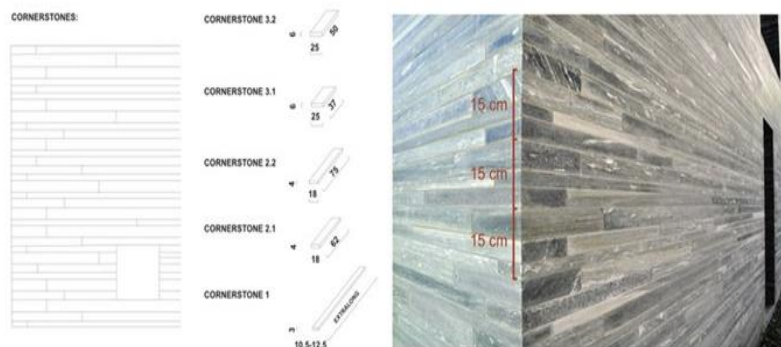 CORNERSTONES:
CORNERSTONE 3.2
6
25
50
CORNERSTONE 3.1
6
25
37
CORNERSTONE 2.2
4
18
75
CORNERSTONE 2.1
4
18
62
CORNERSTONE 1
3
10.5-12.5
EXTRALONG
15 cm
15 cm
15 cm